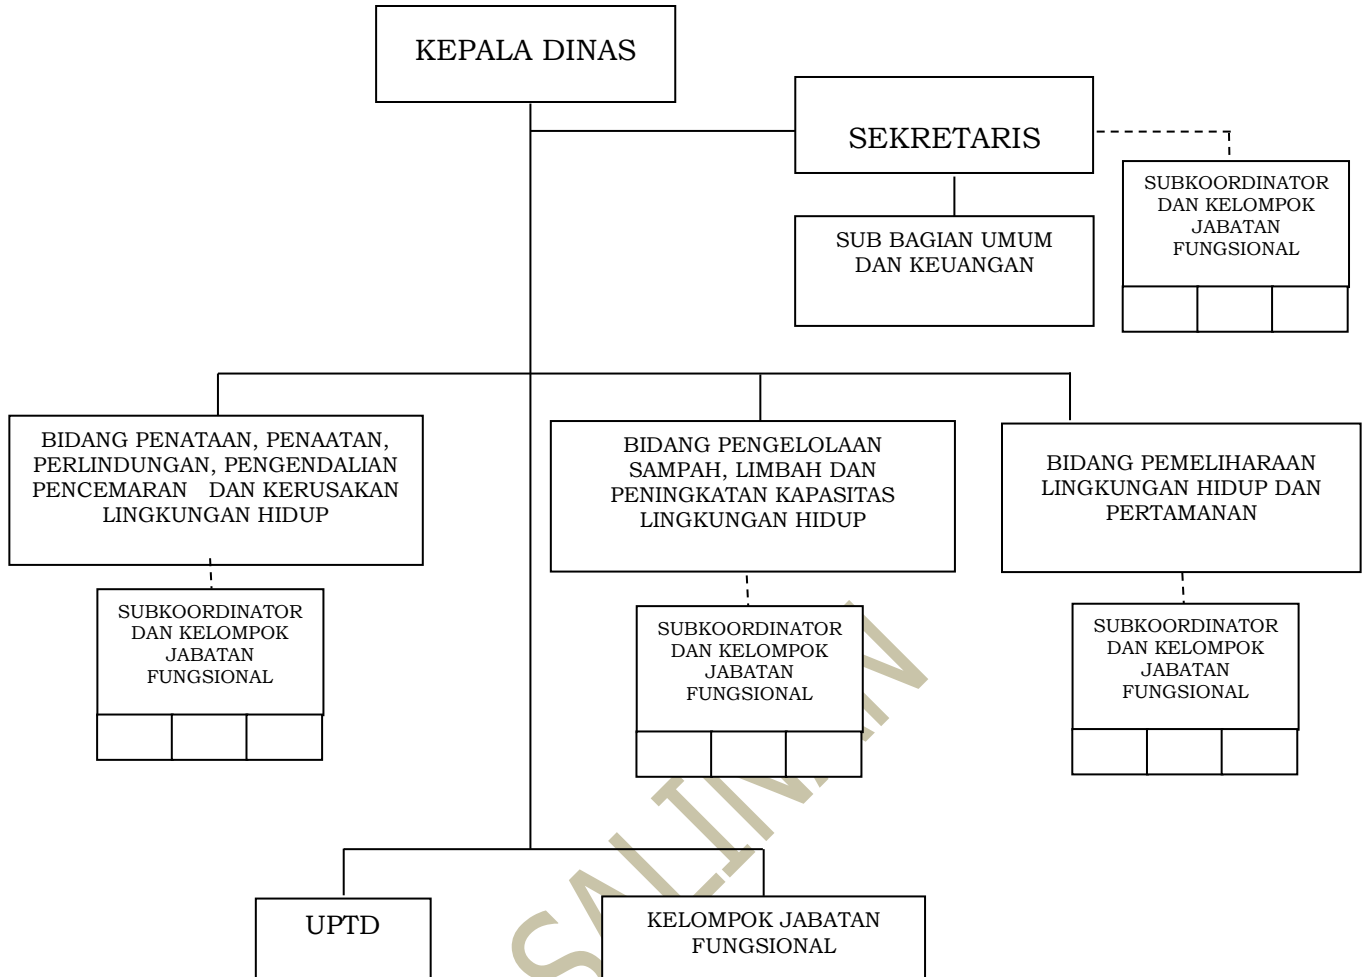 KEPALA DINAS
SEKRETARIS
SUBKOORDINATOR
DAN KELOMPOK
JABATAN
FUNGSIONAL
SUB BAGIAN UMUM
DAN KEUANGAN
BIDANG PENATAAN, PENAATAN,
PERLINDUNGAN, PENGENDALIAN
PENCEMARAN DAN KERUSAKAN
LINGKUNGAN HIDUP
BIDANG PENGELOLAAN
SAMPAH, LIMBAH DAN
PENINGKATAN KAPASITAS
LINGKUNGAN HIDUP
BIDANG PEMELIHARAAN
LINGKUNGAN HIDUP DAN
PERTAMANAN
SUBKOORDINATOR
DAN KELOMPOK
JABATAN
FUNGSIONAL
SUBKOORDINATOR
DAN KELOMPOK
JABATAN
FUNGSIONAL
SUBKOORDINATOR
DAN KELOMPOK
JABATAN
FUNGSIONAL
SALINAN
UPTD
KELOMPOK JABATAN
FUNGSIONAL